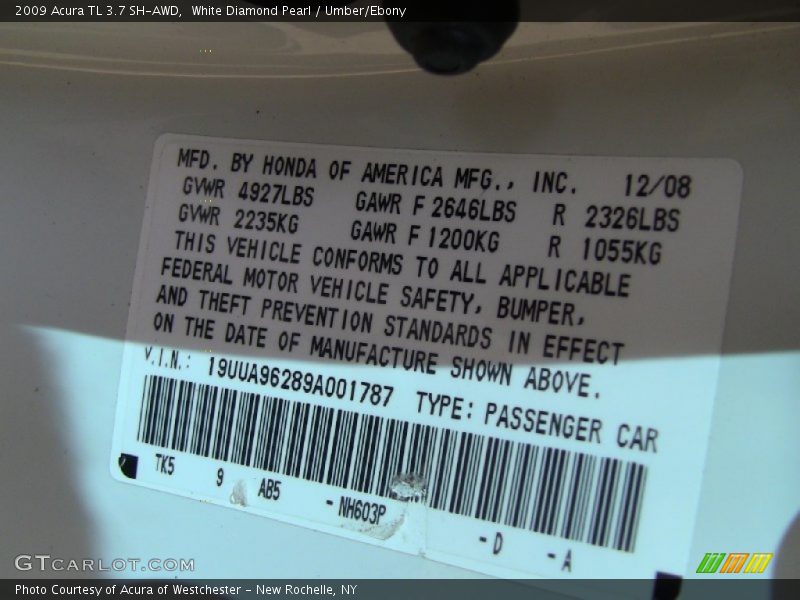 2009 Acura TL 3.7 SH-AWD,  White Diamond Pearl / Umber/Ebony
MFD. BY HONDA OF AMERICA MFG., INC. 12/08
GVWR 4927LBS GAWR F 2646LBS R 2326LBS
GVWR 2235KG GAWR F 1200KG R 1055KG
THIS VEHICLE CONFORMS TO ALL APPLICABLE
FEDERAL MOTOR VEHICLE SAFETY, BUMPER,
AND THEFT PREVENTION STANDARDS IN EFFECT
ON THE DATE OF MANUFACTURE SHOWN ABOVE.
V.I.N.: 19UUA96289A001787 TYPE: PASSENGER CAR
TK5 9 AB5 - NH603P - D - A
GTCARLOT.COM
Photo Courtesy of Acura of Westchester - New Rochelle, NY